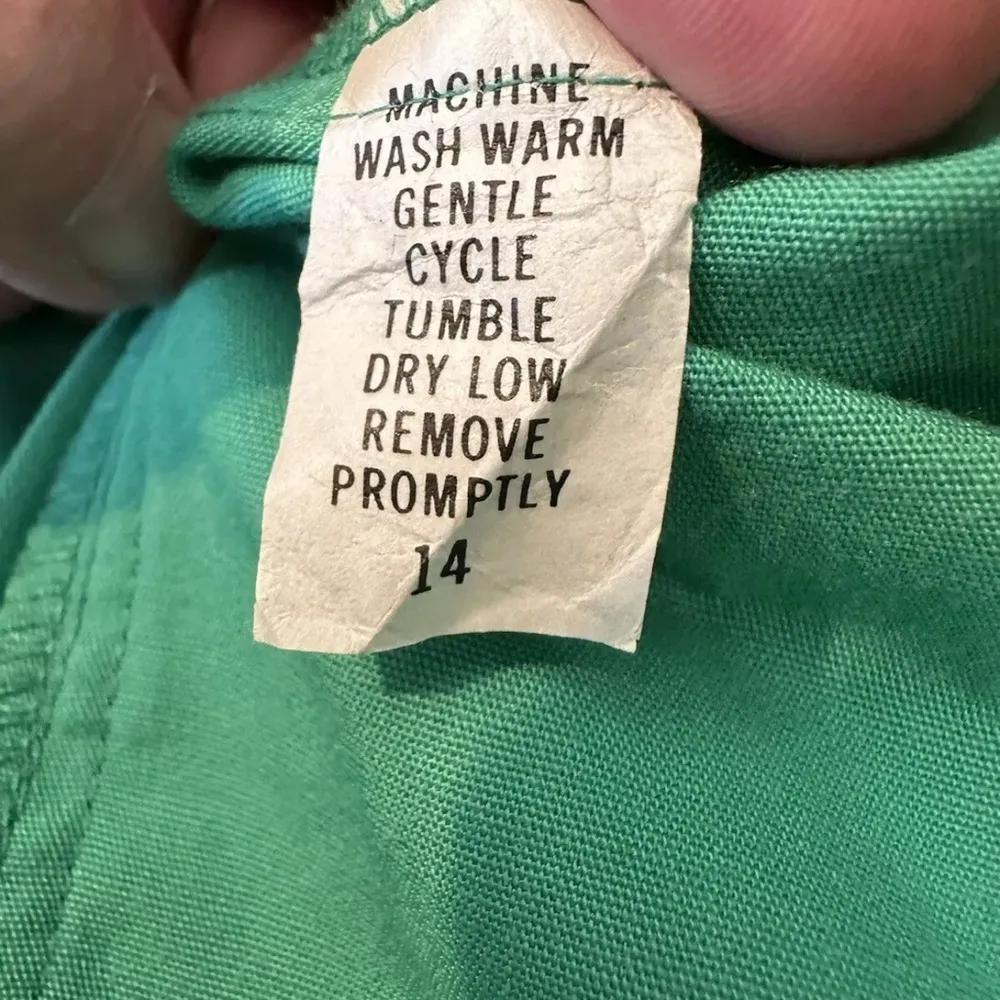 MACHINE
WASH WARM
GENTLE
CYCLE
TUMBLE
DRY LOW
REMOVE
PROMPTLY
14